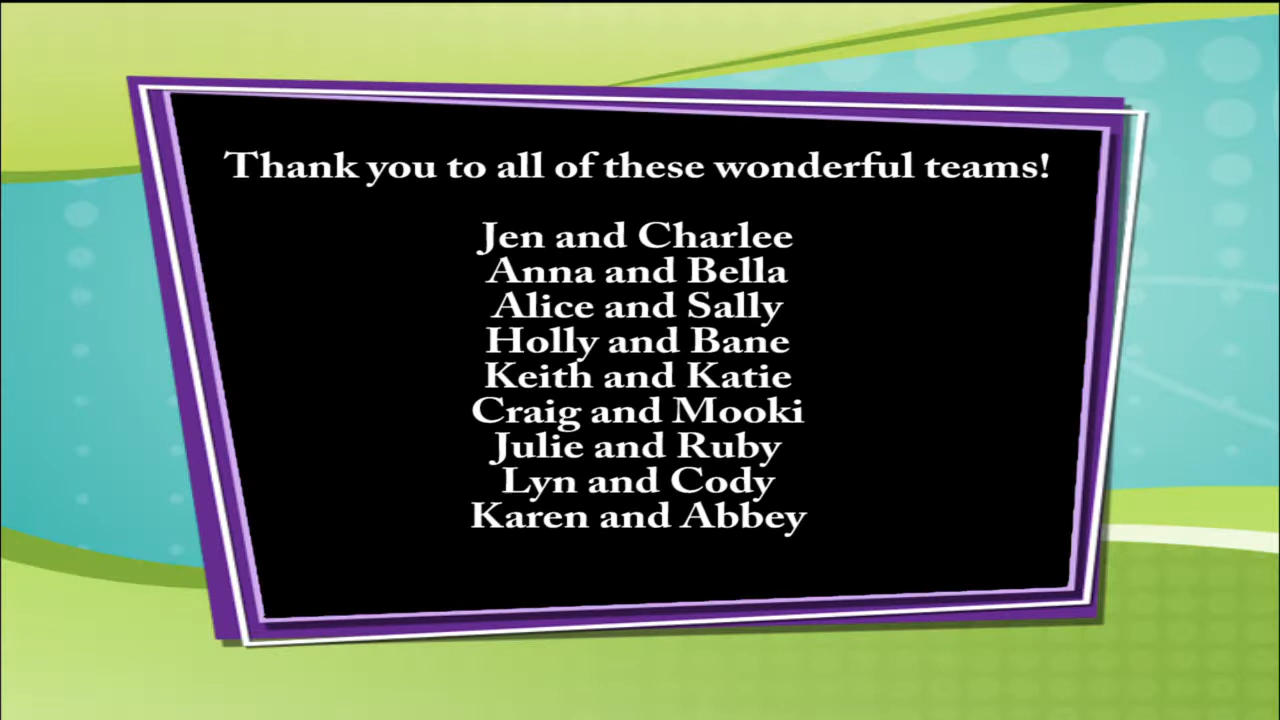 Thank you to all of these wonderful teams!
Jen and Charlee
Anna and Bella
Alice and Sally
Holly and Bane
Keith and Katie
Craig and Mooki
Julie and Ruby
Lyn and Cody
Karen and Abbey